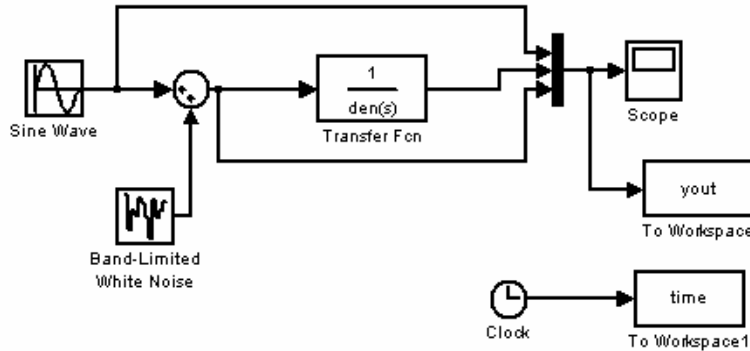 1
den(s)
Sine Wave
Transfer Fcn
Scope
yout
To Workspace
Band-Limited
White Noise
time
Clock
To Workspace1